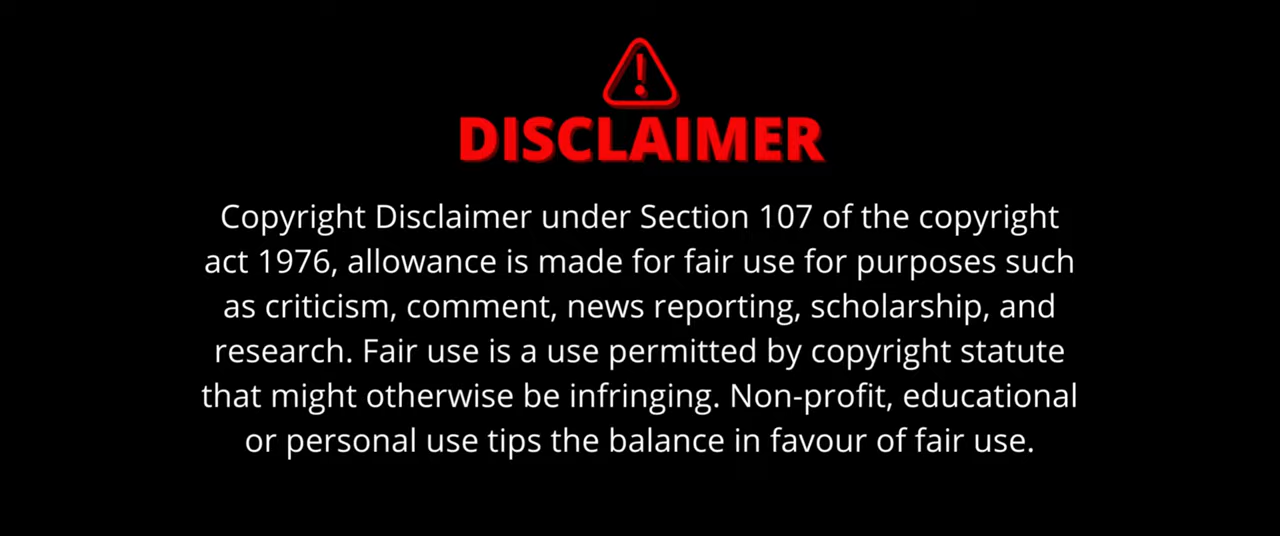 DISCLAIMER
Copyright Disclaimer under Section 107 of the copyright
act 1976, allowance is made for fair use for purposes such
as criticism, comment, news reporting, scholarship, and
research. Fair use is a use permitted by copyright statute
that might otherwise be infringing. Non-profit, educational
or personal use tips the balance in favour of fair use.